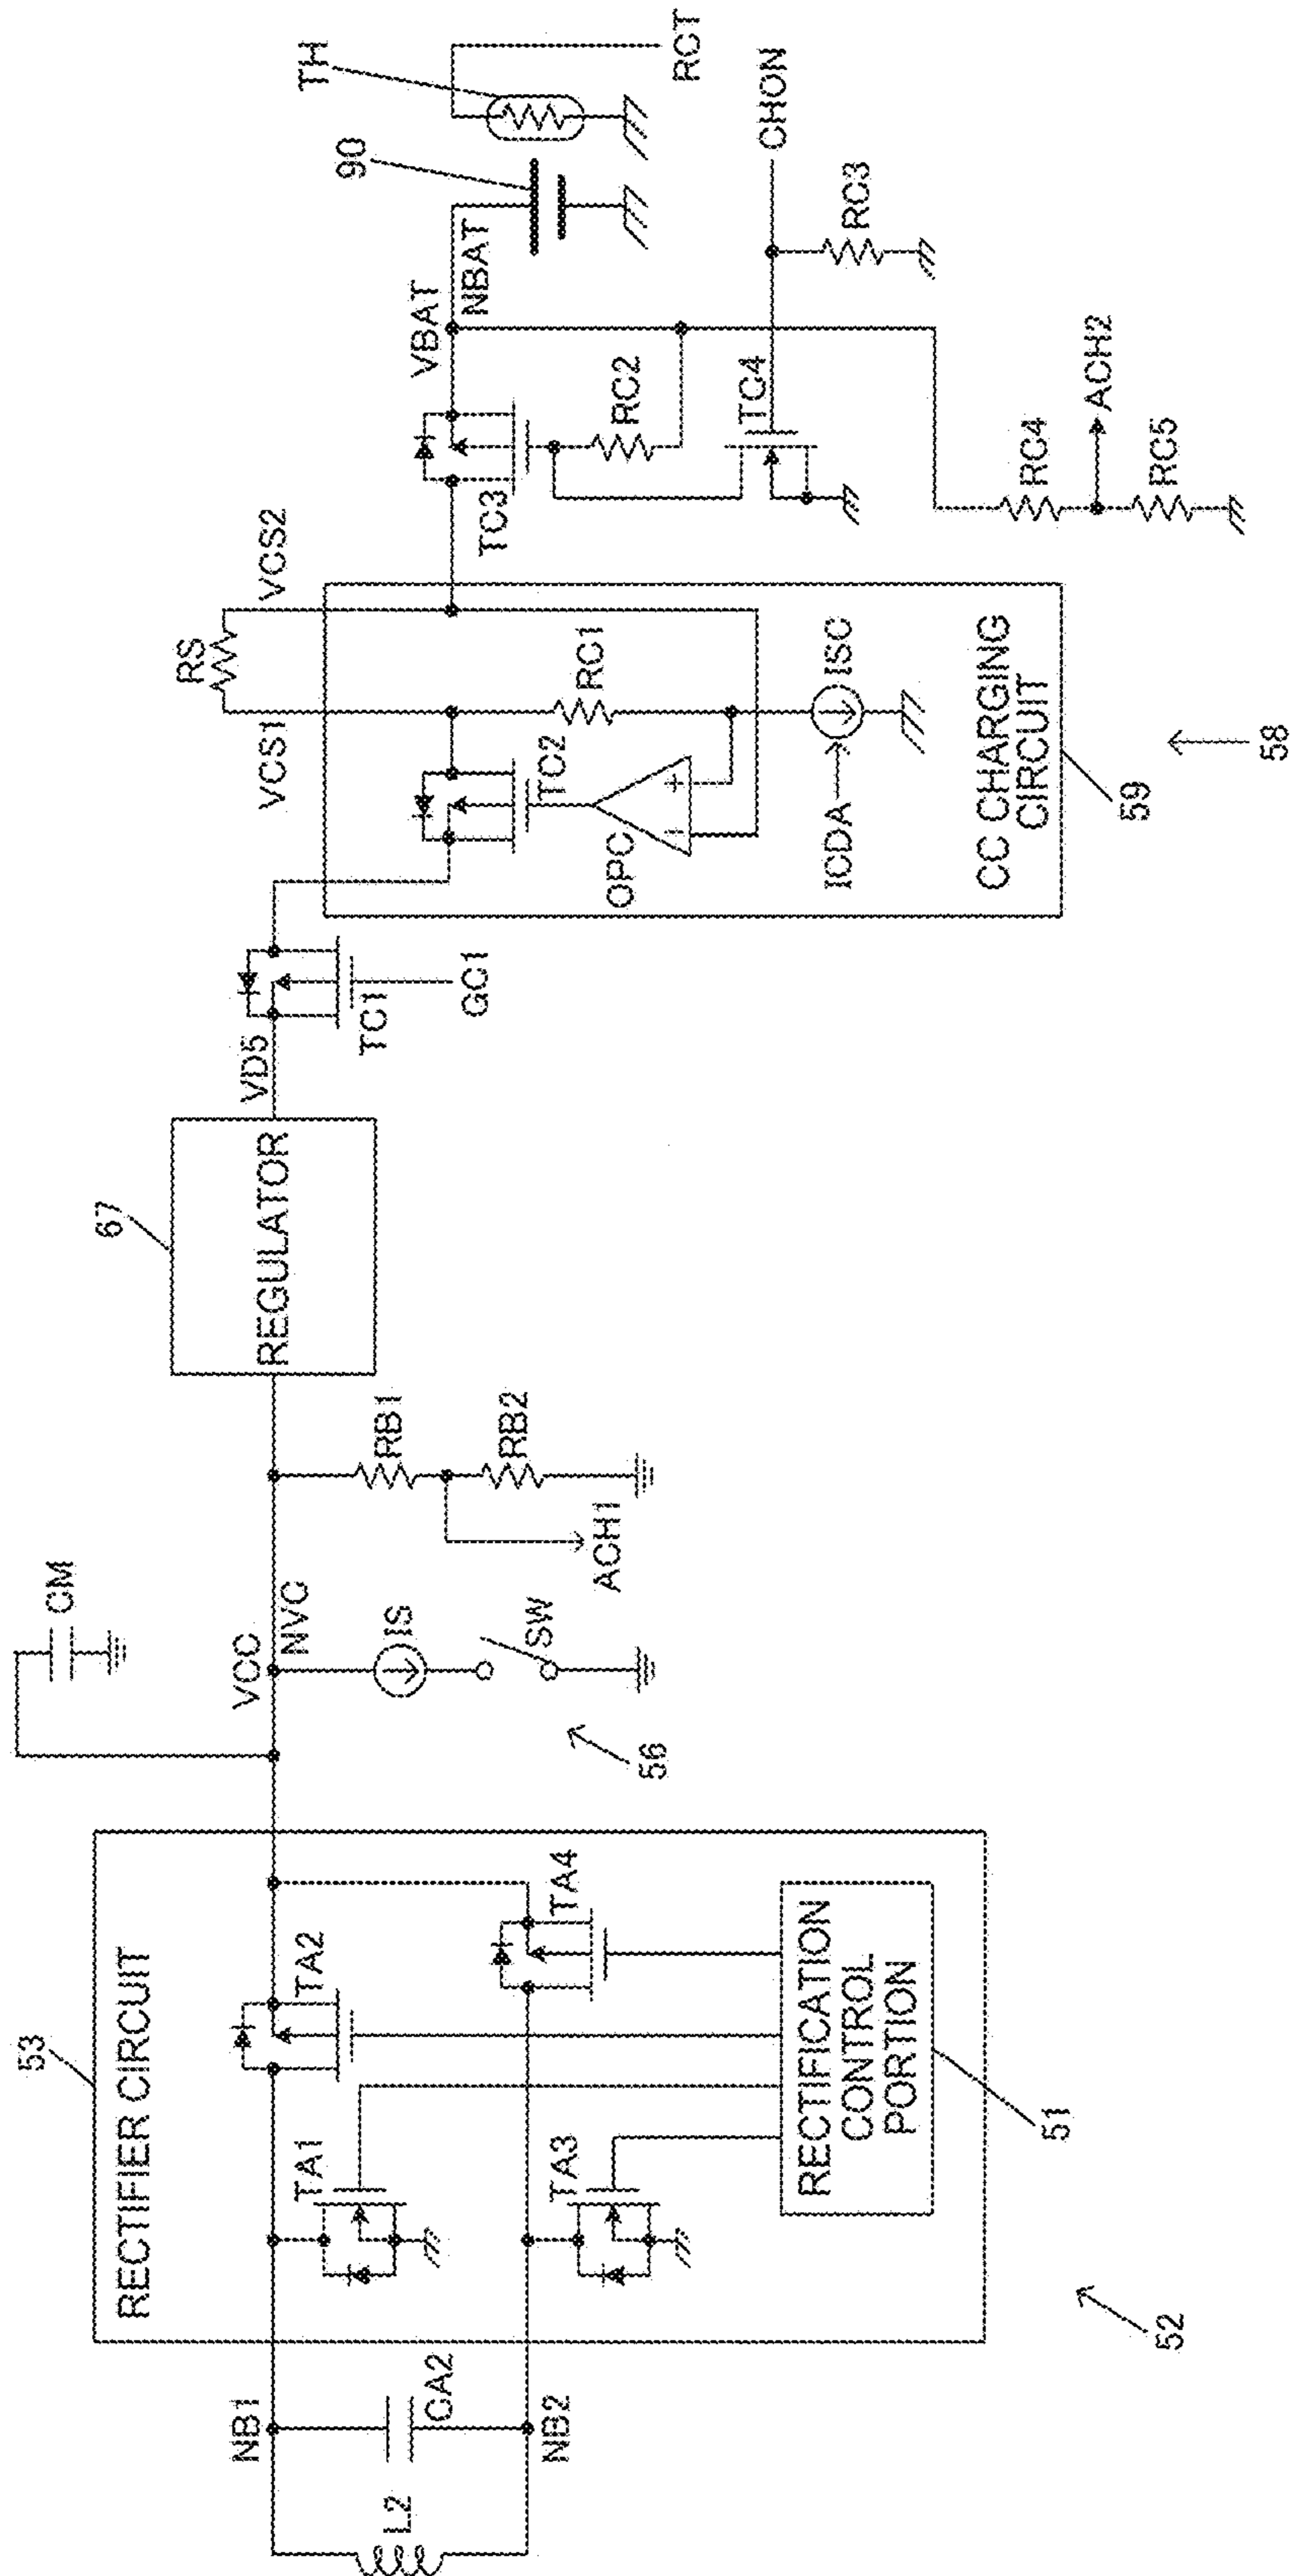 53
RECTIFIER CIRCUIT
NB1
NB2
L2
CA2
TA1
TA2
TA3
TA4
RECTIFICATION
CONTROL
PORTION
51
52
CM
VCC
NVC
IS
SW
56
RB1
RB2
ACH1
67
REGULATOR
VD5
TC1
GC1
VCS1
RS
VCS2
TC2
OPC
RC1
ICDA
ISC
CC CHARGING
CIRCUIT
59
58
TC3
VBAT
NBAT
90
TH
RCT
RC2
TC4
CHON
RC3
RC4
ACH2
RC5